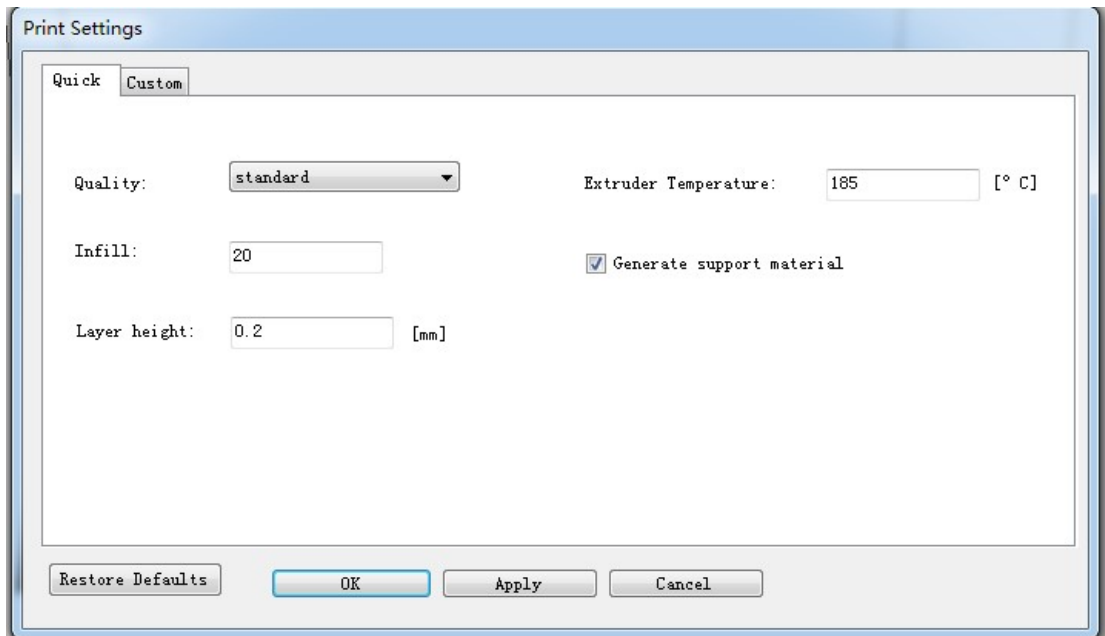 Print Settings
Quick Custom
Quality: standard Extruder Temperature: 185 [° C]
Infill: 20 Generate support material
Layer height: 0.2 [mm]
Restore Defaults OK Apply Cancel